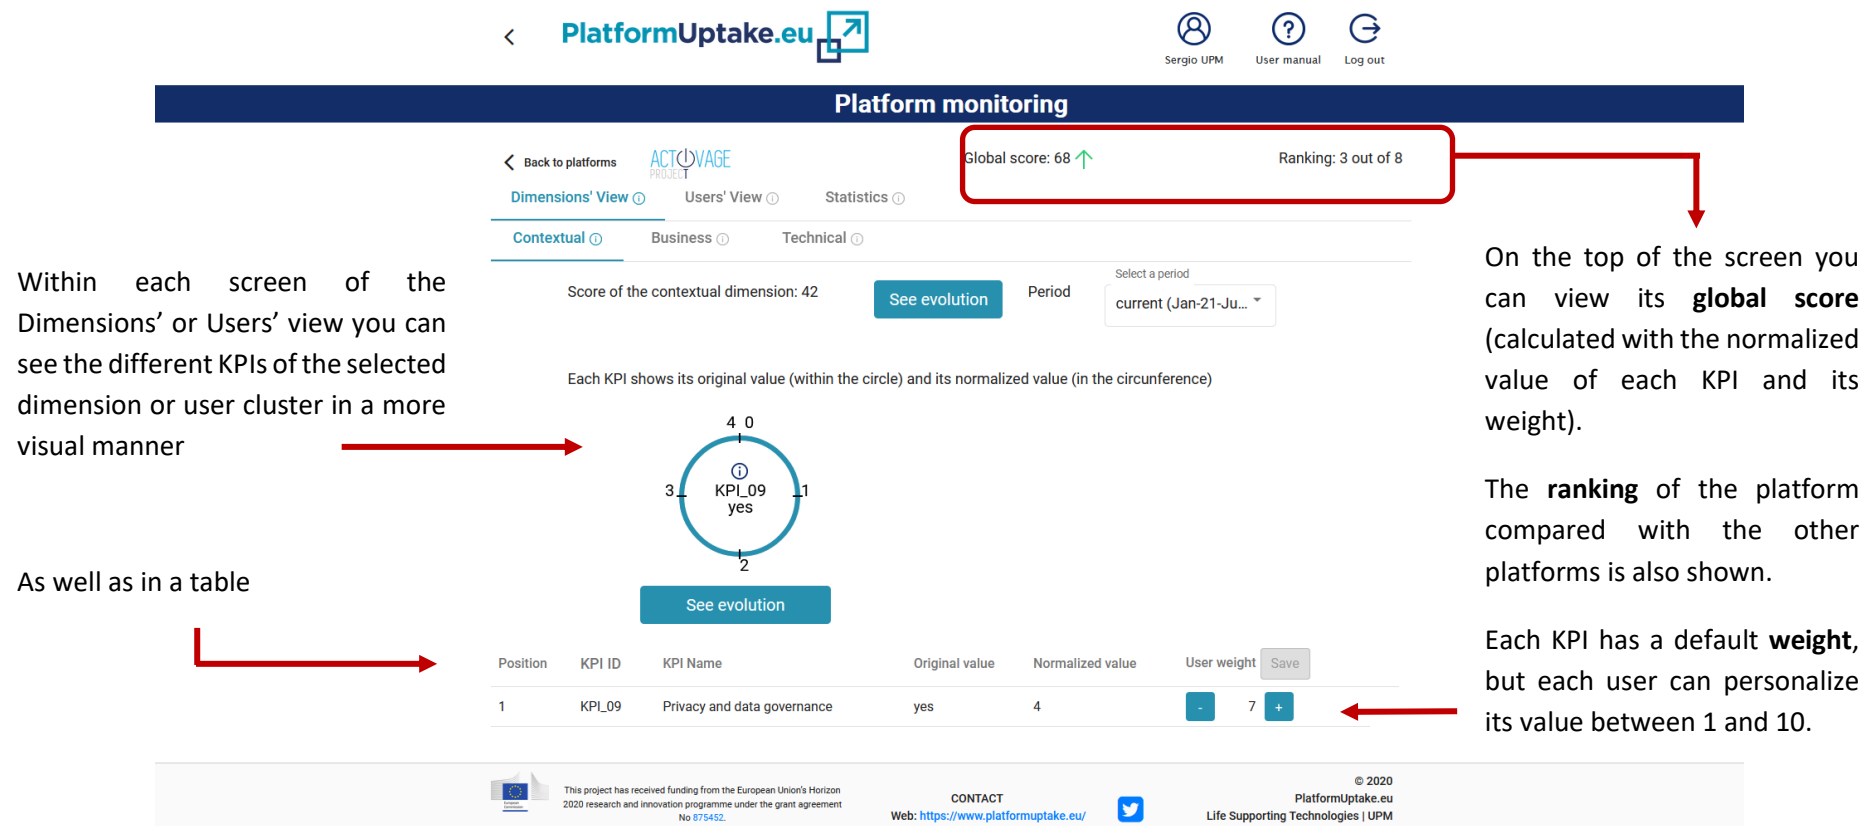 PlatformUptake.eu
Sergio UPM
User manual
Log out
Platform monitoring
Back to platforms
ACTIVAGE
PROJECT
Global score: 68
Ranking: 3 out of 8
Dimensions' View
Users' View
Statistics
Contextual
Business
Technical
Score of the contextual dimension: 42
See evolution
Period
Select a period
current (Jan-21-Ju...
Each KPI shows its original value (within the circle) and its normalized value (in the circunference)
4 0
KPI_09
3
1
yes
2
See evolution
Position KPI ID KPI Name Original value Normalized value User weight Save
1 KPI_09 Privacy and data governance yes 4 - 7 +
Within each screen of the
Dimensions’ or Users’ view you can
see the different KPIs of the selected
dimension or user cluster in a more
visual manner
As well as in a table
On the top of the screen you
can view its global score
(calculated with the normalized
value of each KPI and its
weight).
The ranking of the platform
compared with the other
platforms is also shown.
Each KPI has a default weight,
but each user can personalize
its value between 1 and 10.
This project has received funding from the European Union's Horizon
2020 research and innovation programme under the grant agreement
No 875452.
CONTACT
Web: https://www.platformuptake.eu/
© 2020
PlatformUptake.eu
Life Supporting Technologies | UPM